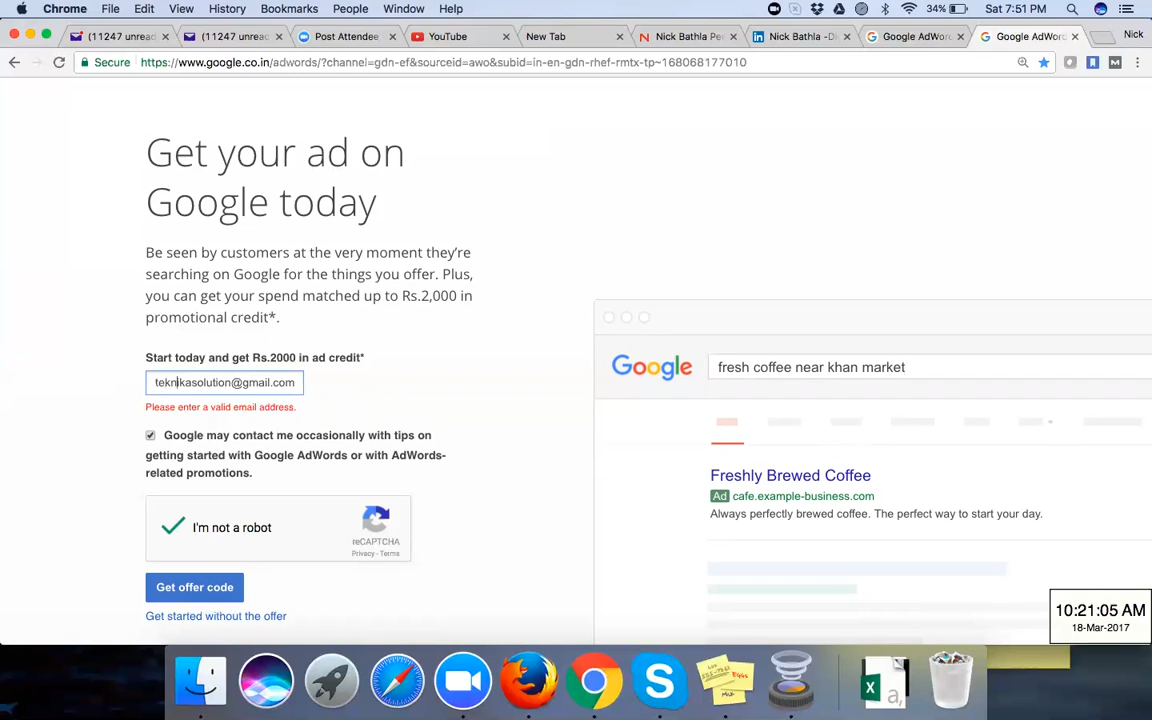 Chrome File Edit View History Bookmarks People Window Help 34% Sat 7:51 PM
(11247 unread (11247 unread Post Attendee YouTube New Tab Nick Bathla Per Nick Bathla -Di Google AdWor Google AdWor Nick
Secure https://www.google.co.in/adwords/?channel=gdn-ef&sourceid=awo&subid=in-en-gdn-rhef-rmtx-tp~168068177010
Get your ad on
Google today
Be seen by customers at the very moment they're
searching on Google for the things you offer. Plus,
you can get your spend matched up to Rs.2,000 in
promotional credit*.
Start today and get Rs.2000 in ad credit*
teknikasolution@gmail.com
Please enter a valid email address.
Google may contact me occasionally with tips on
getting started with Google AdWords or with AdWords-
related promotions.
I'm not a robot
reCAPTCHA
Privacy - Terms
Get offer code
Get started without the offer
Google fresh coffee near khan market
Freshly Brewed Coffee
Ad cafe.example-business.com
Always perfectly brewed coffee. The perfect way to start your day.
10:21:05 AM
18-Mar-2017
EGGS